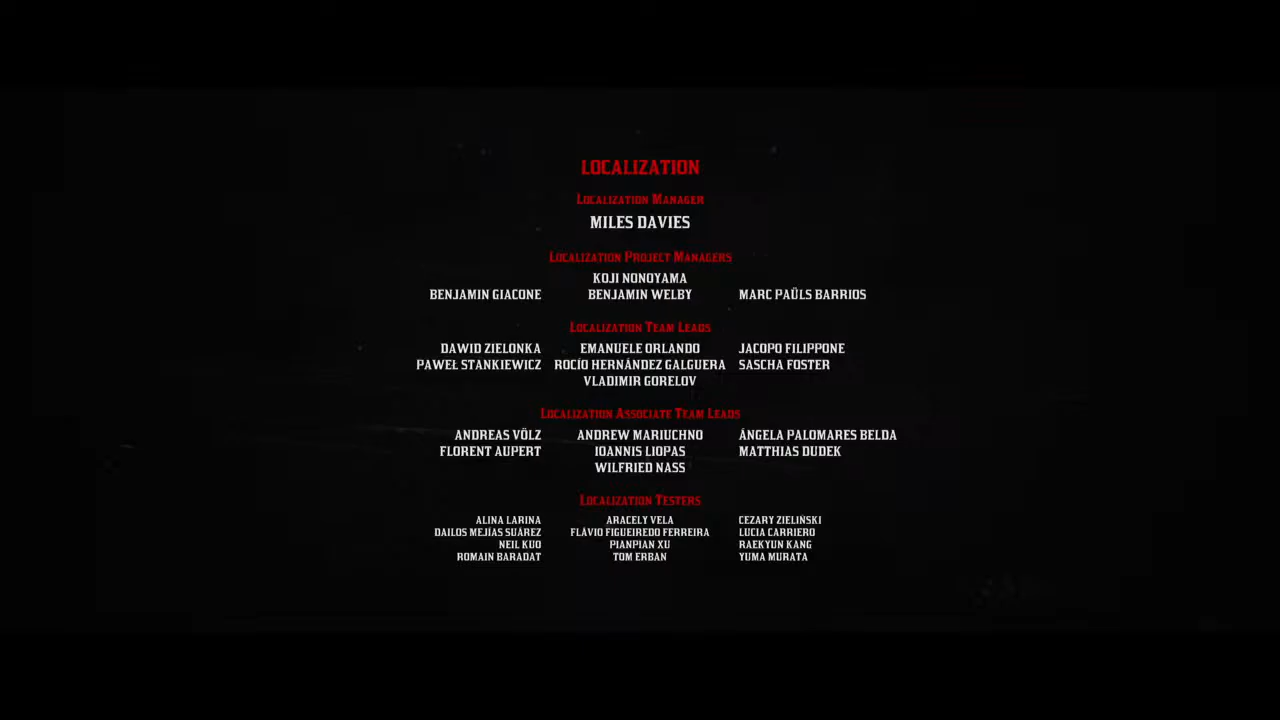 LOCALIZATION
LOCALIZATION MANAGER
MILES DAVIES
LOCALIZATION PROJECT MANAGERS
KOJI NONOYAMA
BENJAMIN GIACONE BENJAMIN WELBY MARC PAÜLS BARRIOS
LOCALIZATION TEAM LEADS
DAWID ZIELONKA EMANUELE ORLANDO JACOPO FILIPPONE
PAWEŁ STANKIEWICZ ROCÍO HERNÁNDEZ GALGUERA SASCHA FOSTER
VLADIMIR GORELOV
LOCALIZATION ASSOCIATE TEAM LEADS
ANDREAS VÖLZ ANDREW MARIUCHNO ÁNGELA PALOMARES BELDA
FLORENT AUPERT IOANNIS LIOPAS MATTHIAS DUDEK
WILFRIED NASS
LOCALIZATION TESTERS
ALINA LARINA ARACELY VELA CEZARY ZIELIŃSKI
DAILOS MEJÍAS SUÁREZ FLÁVIO FIGUEIREDO FERREIRA LUCIA CARRIERO
NEIL KUO PIANPIAN XU RAEKYUN KANG
ROMAIN BARADAT TOM ERBAN YUMA MURATA